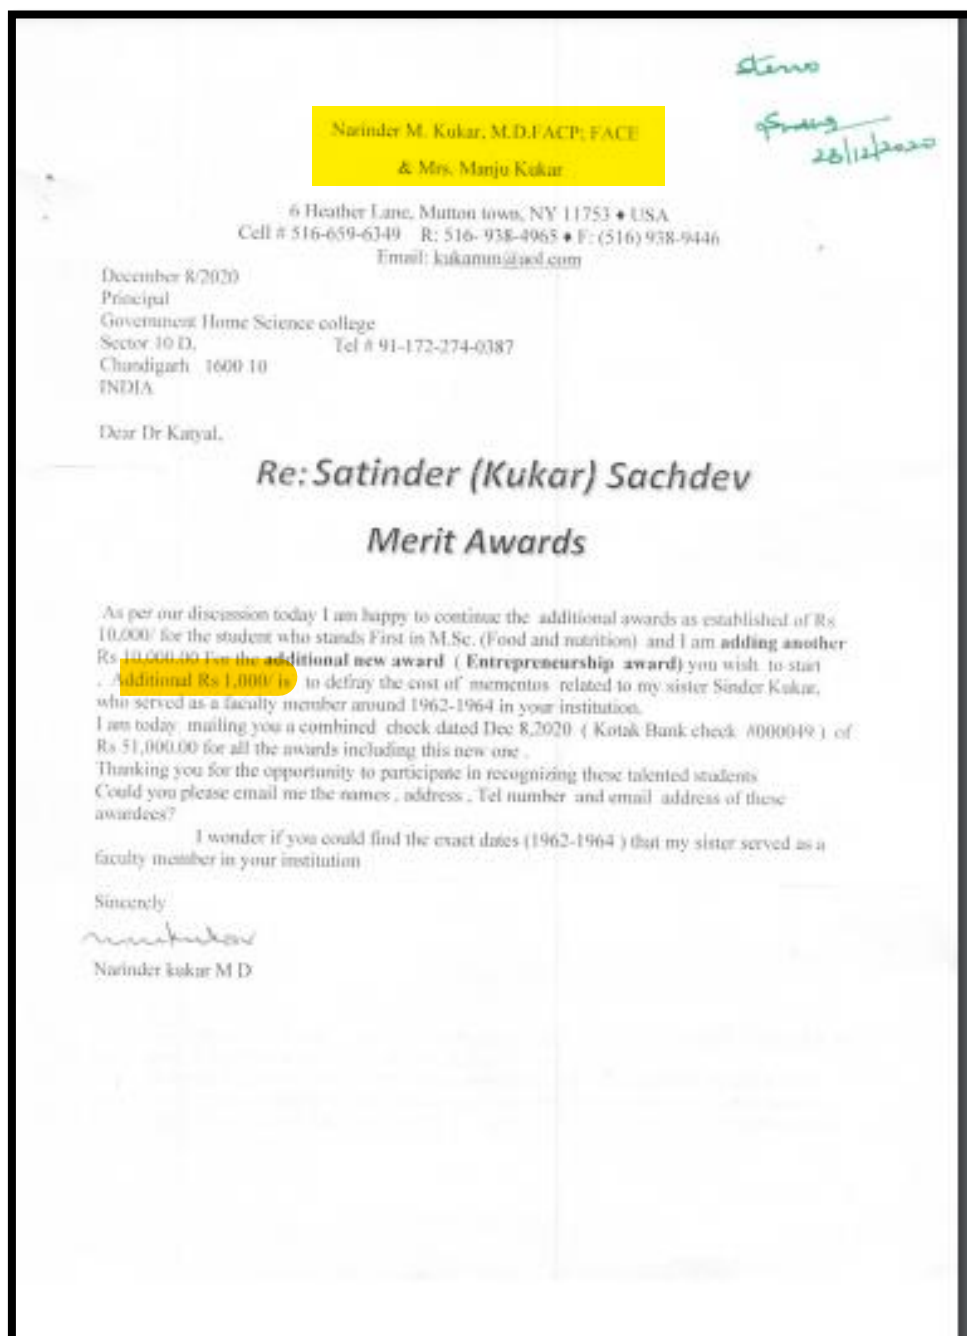 Steno
28/12/2020
Narinder M. Kukar, M.D.FACP; FACE
& Mrs. Manju Kukar
6 Heather Lane, Mutton town, NY 11753 ♦ USA
Cell # 516-659-6349 R: 516- 938-4965 ♦ F: (516) 938-9446
Email: kukarnm@aol.com
December 8/2020
Principal
Government Home Science college
Sector 10 D, Tel # 91-172-274-0387
Chandigarh 1600 10
INDIA
Dear Dr Katyal,
Re: Satinder (Kukar) Sachdev
Merit Awards
As per our discussion today I am happy to continue the additional awards as established of Rs
10,000/ for the student who stands First in M.Sc. (Food and nutrition) and I am adding another
Rs 10,000.00 For the additional new award ( Entrepreneurship award) you wish to start
. Additional Rs 1,000/ is to defray the cost of mementos related to my sister Sinder Kukar,
who served as a faculty member around 1962-1964 in your institution.
I am today mailing you a combined check dated Dec 8,2020 ( Kotak Bank check #000049 ) of
Rs 51,000.00 for all the awards including this new one .
Thanking you for the opportunity to participate in recognizing these talented students
Could you please email me the names , address , Tel number and email address of these
awardees?
I wonder if you could find the exact dates (1962-1964 ) that my sister served as a
faculty member in your institution
Sincerely
Narinder kukar M D